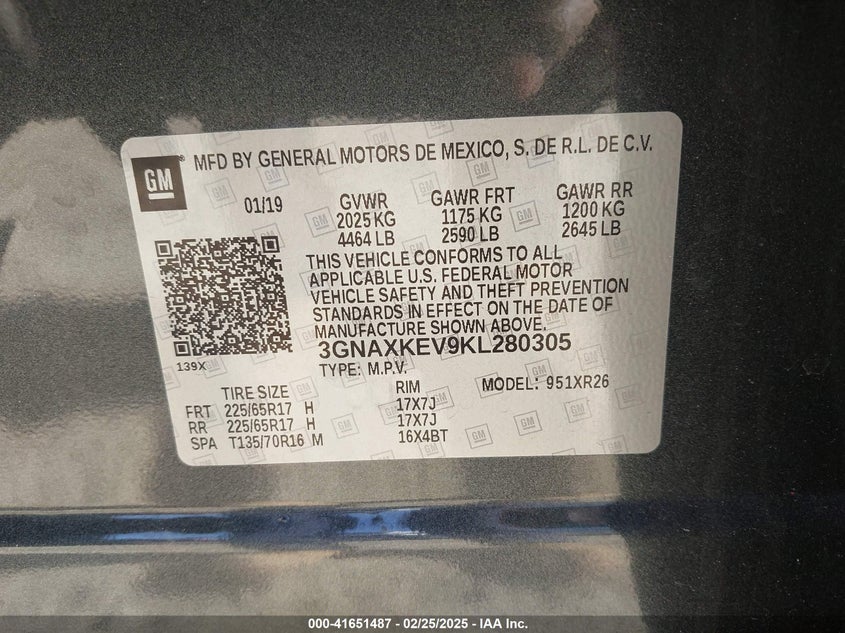 GM
MFD BY GENERAL MOTORS DE MEXICO, S. DE R.L. DE C.V.
01/19 GVWR GAWR FRT GAWR RR
2025 KG 1175 KG 1200 KG
4464 LB 2590 LB 2645 LB
THIS VEHICLE CONFORMS TO ALL
APPLICABLE U.S. FEDERAL MOTOR
VEHICLE SAFETY AND THEFT PREVENTION
STANDARDS IN EFFECT ON THE DATE OF
MANUFACTURE SHOWN ABOVE.
3GNAXKEV9KL280305
139X
TYPE: M.P.V. MODEL: 951XR26
TIRE SIZE RIM
FRT 225/65R17 H 17X7J
RR 225/65R17 H 17X7J
SPA T135/70R16 M 16X4BT
000-41651487 - 02/25/2025 - IAA Inc.